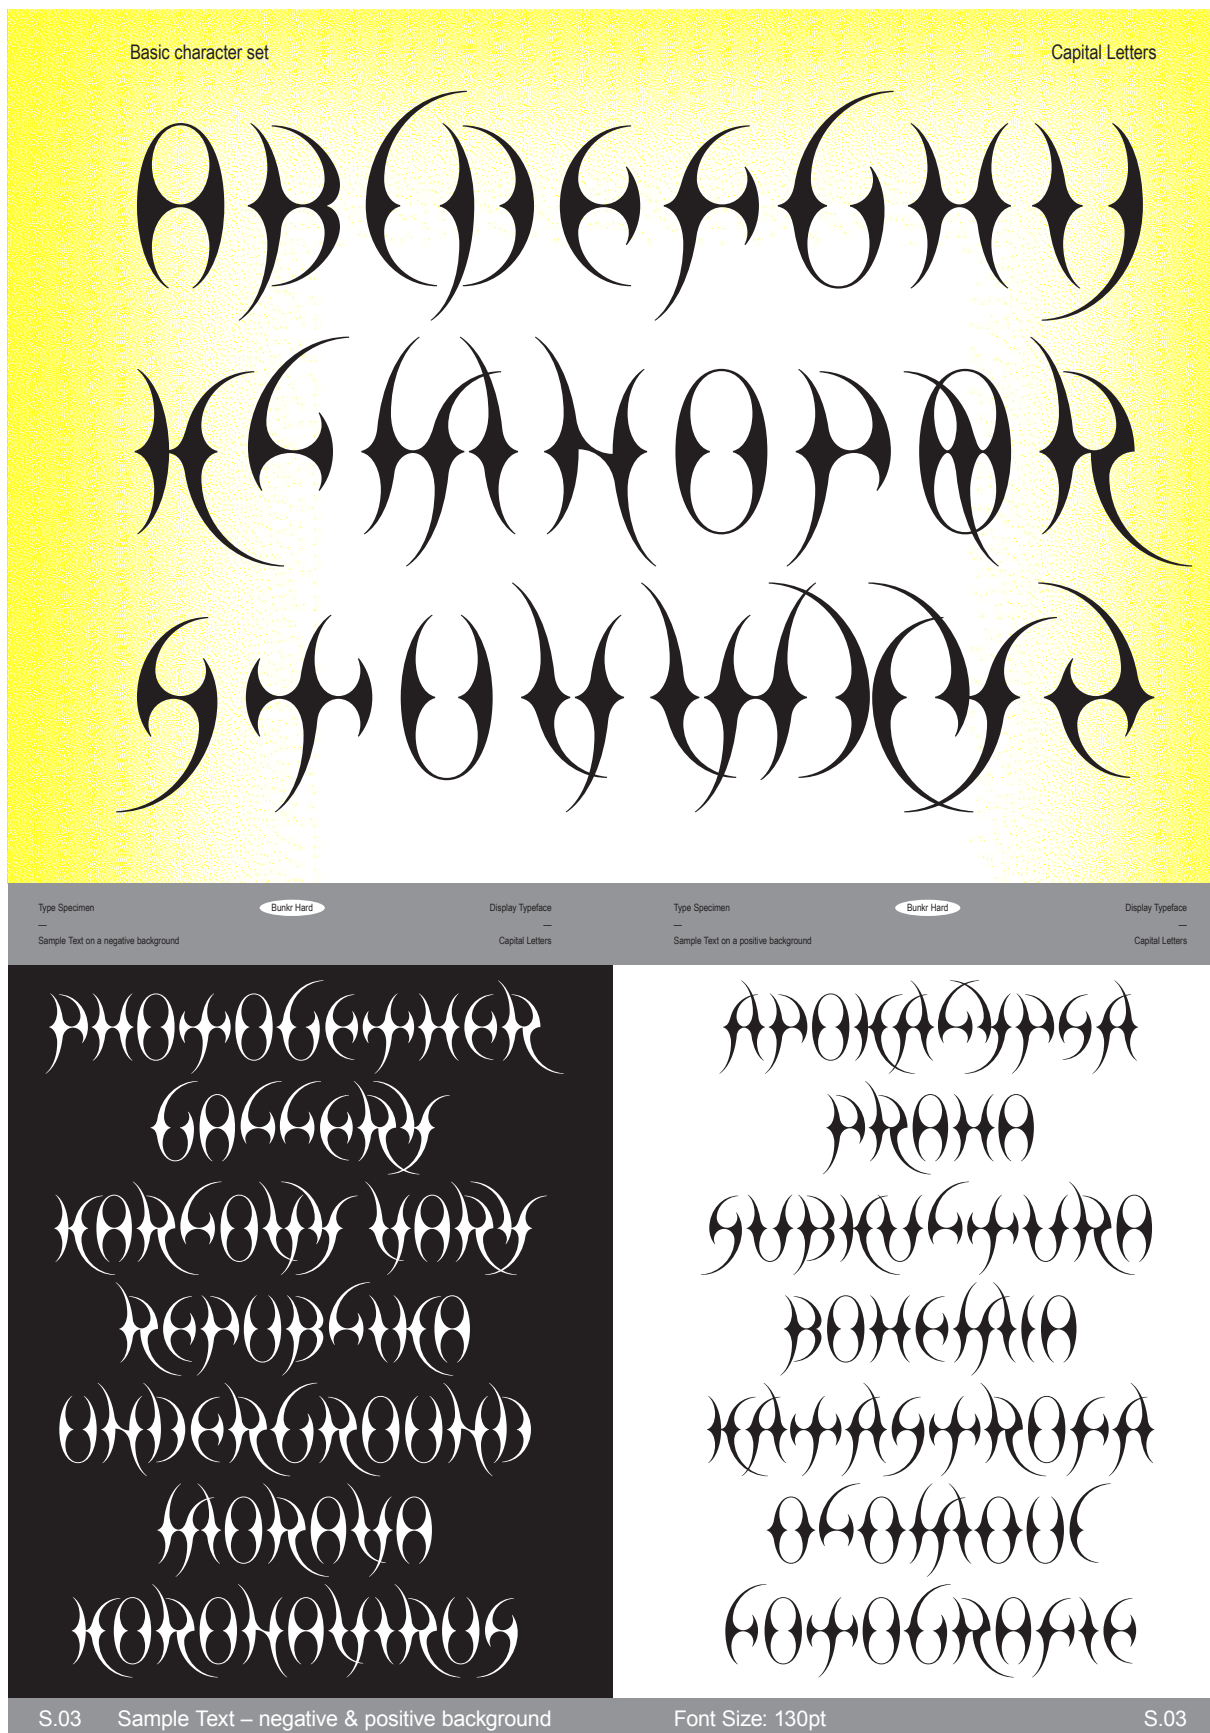 Basic character set
Capital Letters
ABCDEFGHIJ
KLMNOPQR
STUVWXYZ
Type Specimen
Bunkr Hard
Display Typeface
—
—
Sample Text on a negative background
Capital Letters
Type Specimen
Bunkr Hard
Display Typeface
—
—
Sample Text on a positive background
Capital Letters
PHOTOGETHER
GALLERY
KARLOVY VARY
REPUBLIKA
UNDERGROUND
MORAVA
KORONAVIRUS
APOKALYPSA
PRAHA
SUBKULTURA
BOHEMIA
KATASTROFA
OLOMOUC
FOTOGRAFIE
S.03 Sample Text – negative & positive background
Font Size: 130pt
S.03